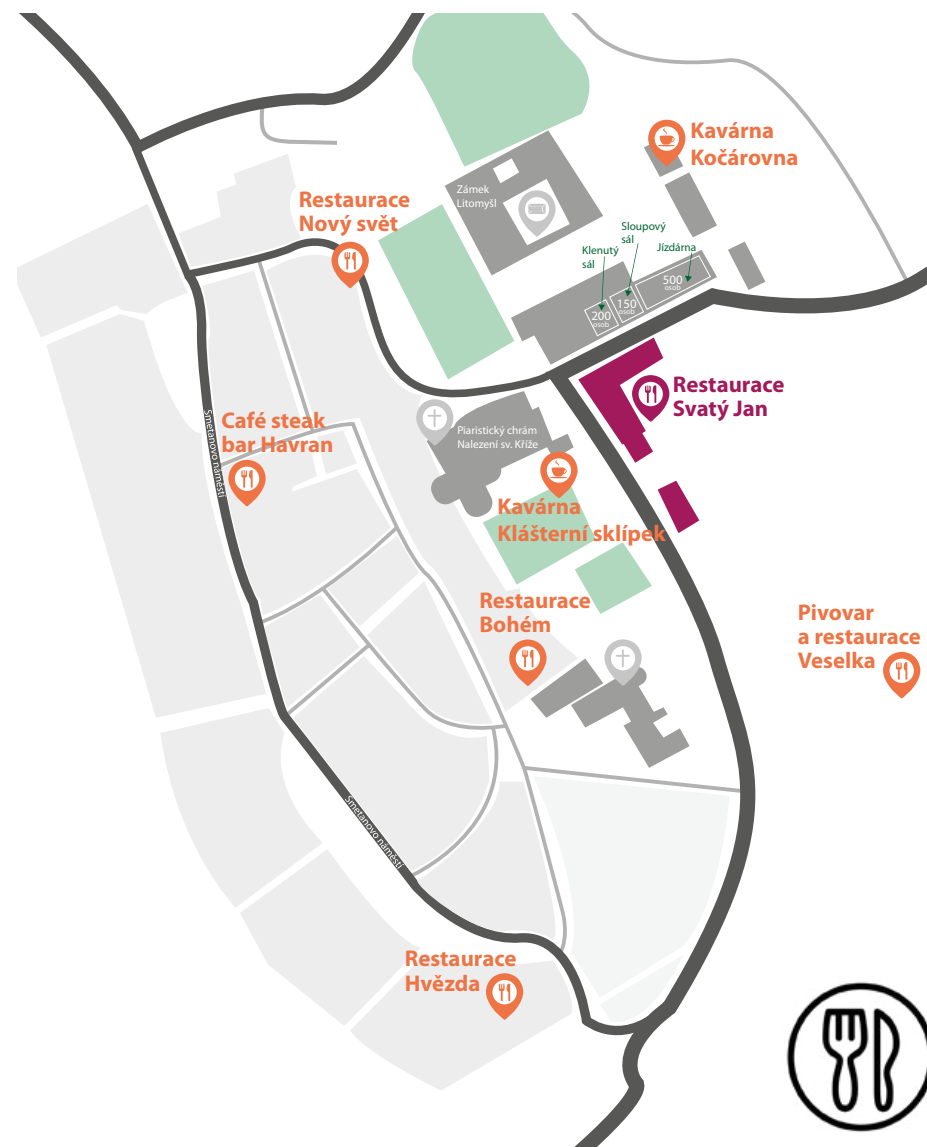 Kavárna
Kočárovna
Zámek
Litomyšl
Restaurace
Nový svět
Sloupový
sál
Klenutý
sál
Jízdárna
500
osob
150
osob
200
osob
Restaurace
Svatý Jan
Café steak
bar Havran
Smetanovo náměstí
Piaristický chrám
Nalezení sv. Kříže
Kavárna
Klášterní sklípek
Restaurace
Bohém
Pivovar
a restaurace
Veselka
Smetanovo náměstí
Restaurace
Hvězda